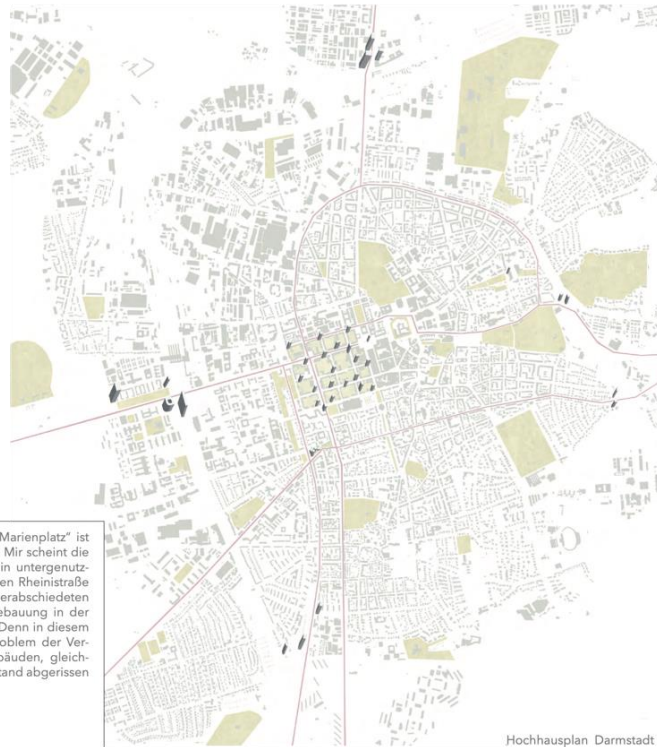 Marienplatz“ ist
Mir scheint die
in untergenutz-
en Rheinistraße
erabschiedeten
ebauung in der
Denn in diesem
oblem der Ver-
bäuden, gleich-
tand abgerissen
Hochhausplan Darmstadt